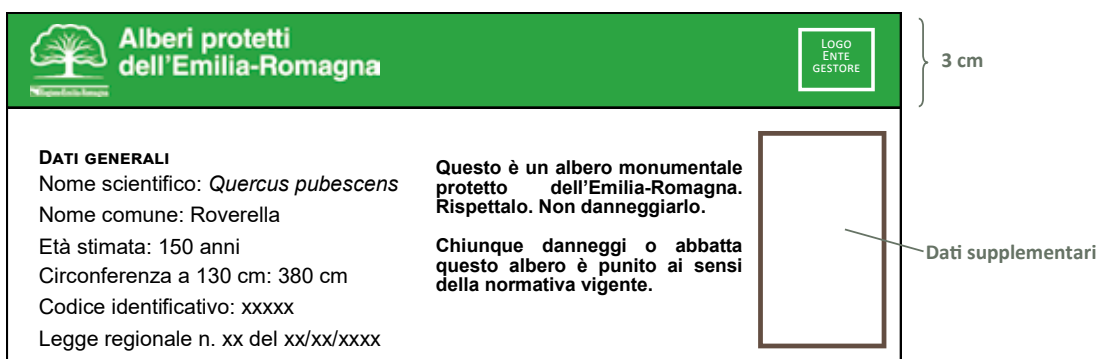 Alberi protetti
dell'Emilia-Romagna
Regione Emilia-Romagna
LOGO
ENTE
GESTORE
3 cm
DATI GENERALI
Nome scientifico: Quercus pubescens
Nome comune: Roverella
Età stimata: 150 anni
Circonferenza a 130 cm: 380 cm
Codice identificativo: xxxxx
Legge regionale n. xx del xx/xx/xxxx
Questo è un albero monumentale
protetto dell'Emilia-Romagna.
Rispettalo. Non danneggiarlo.
Chiunque danneggi o abbatta
questo albero è punito ai sensi
della normativa vigente.
Dati supplementari